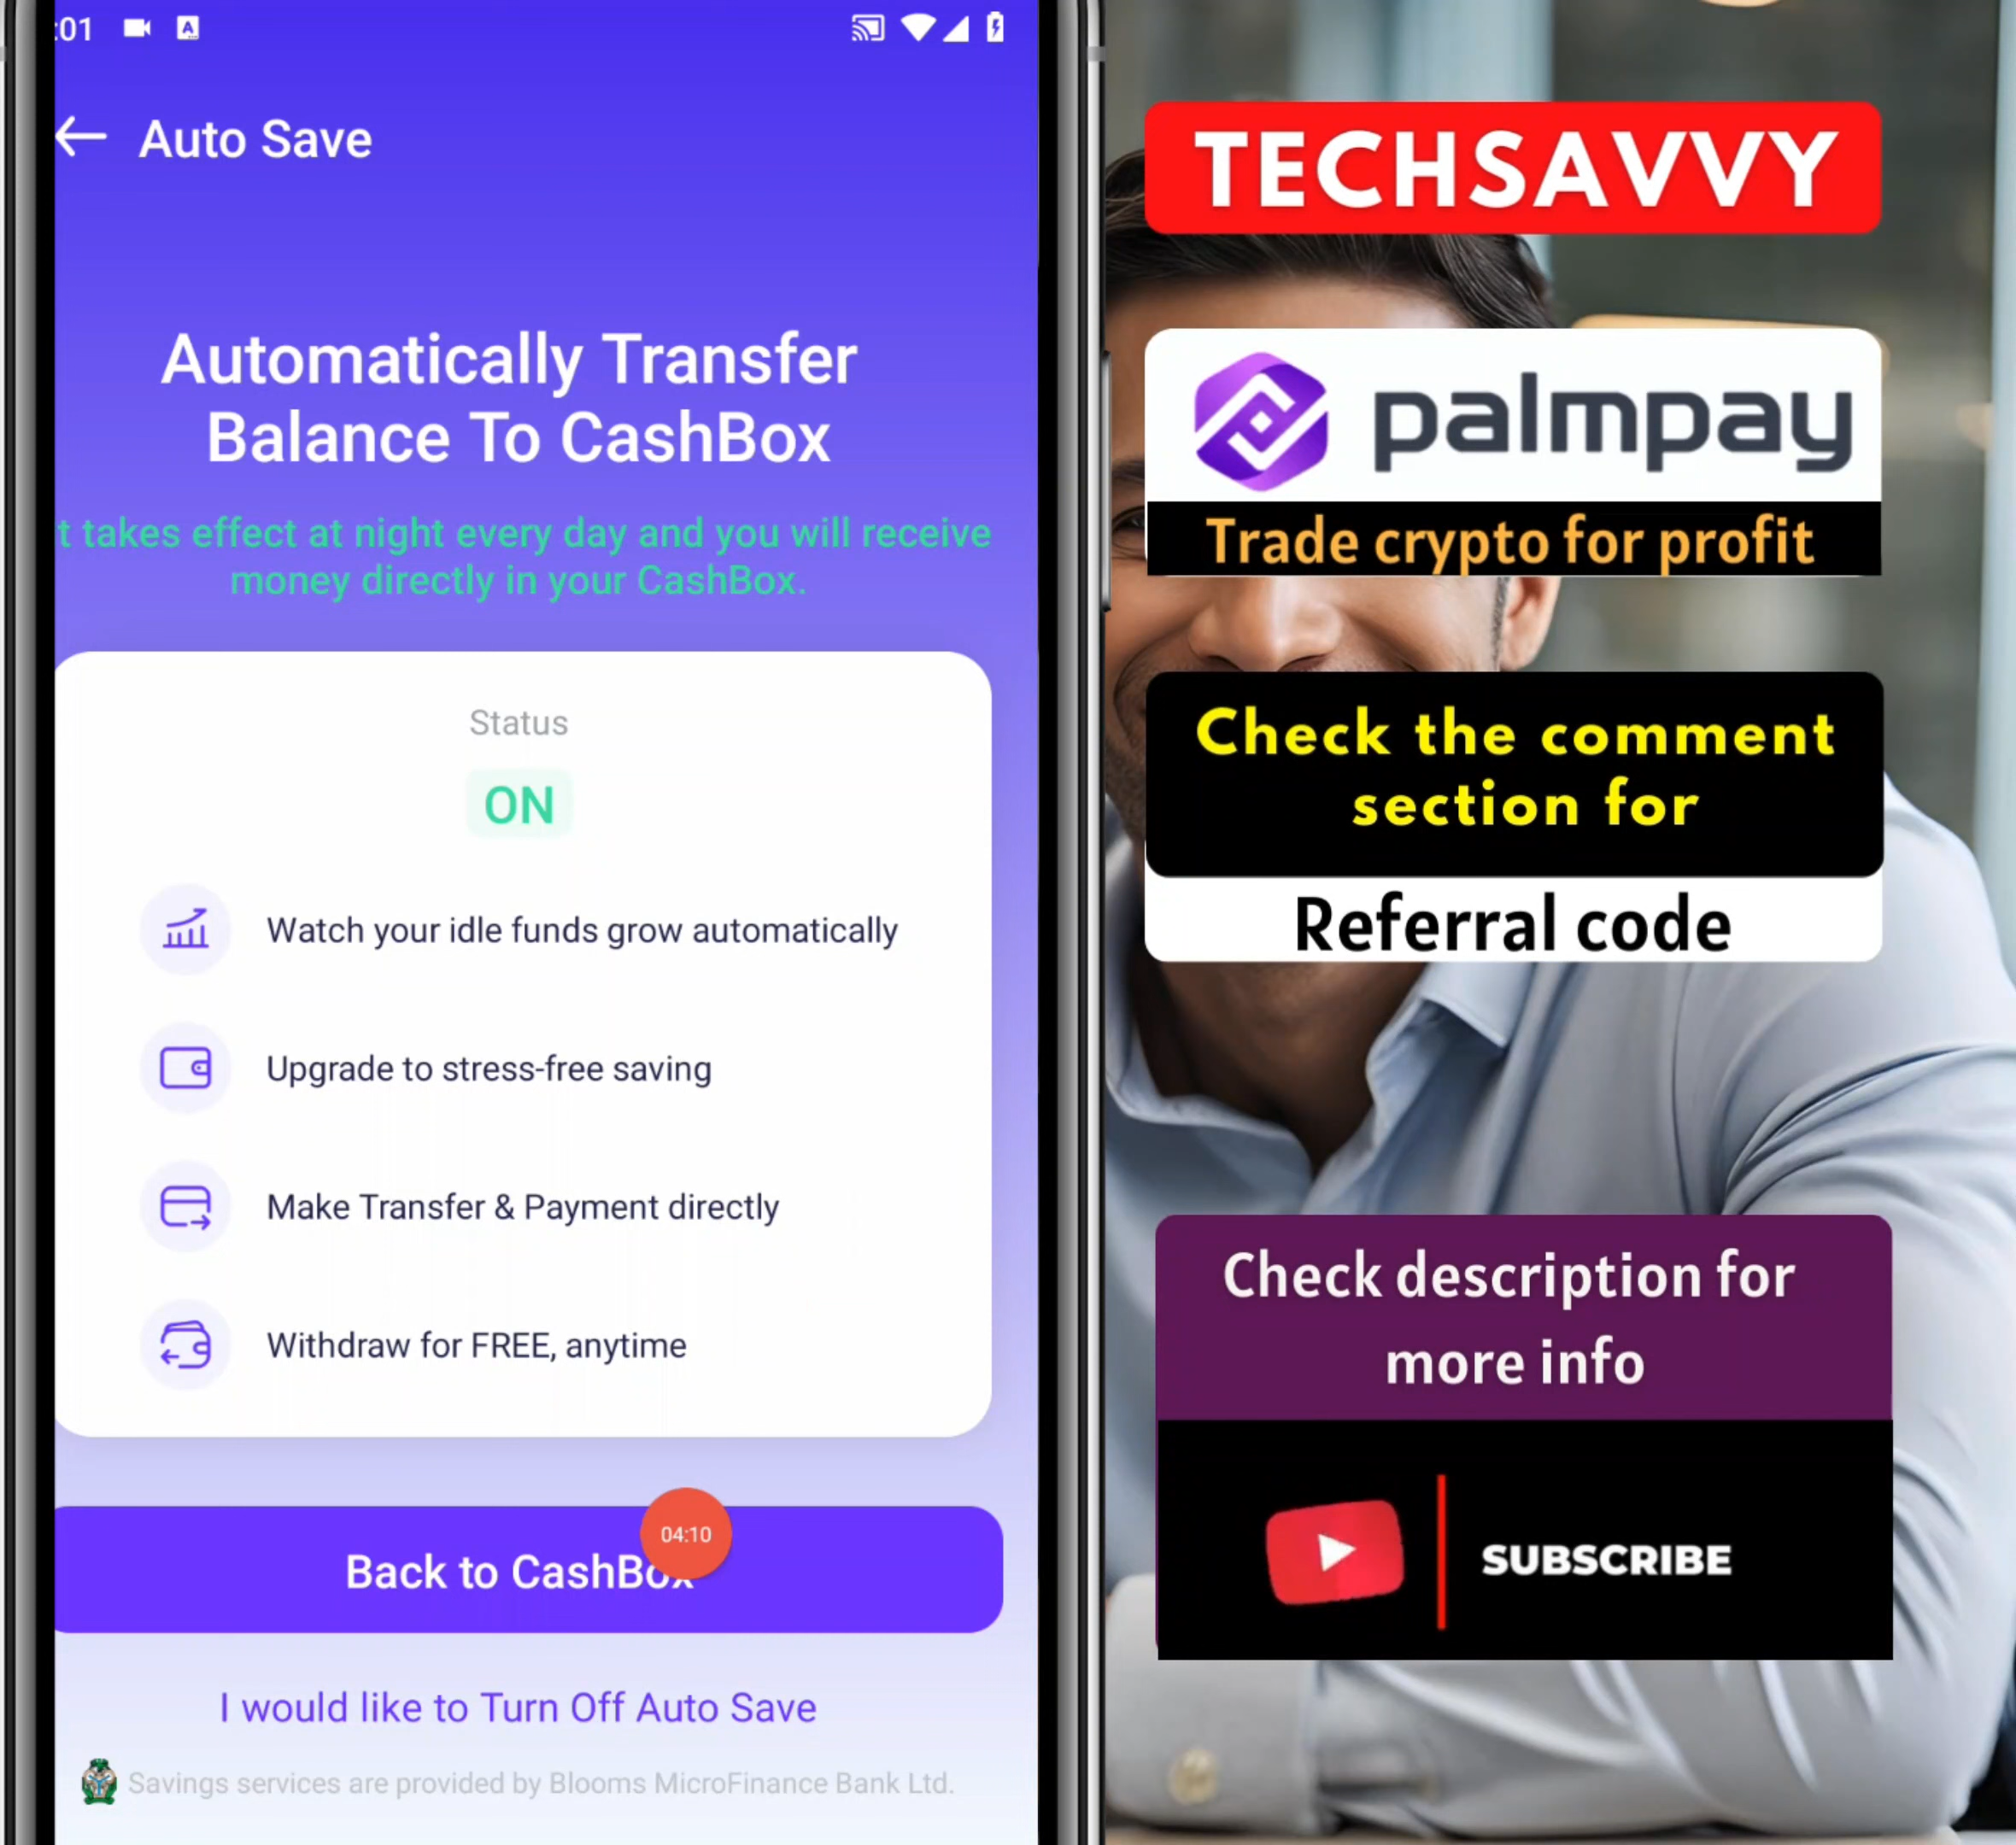 :01
Auto Save
Automatically Transfer
Balance To CashBox
t takes effect at night every day and you will receive
money directly in your CashBox.
Status
ON
Watch your idle funds grow automatically
Upgrade to stress-free saving
Make Transfer & Payment directly
Withdraw for FREE, anytime
Back to CashBox
04:10
I would like to Turn Off Auto Save
Savings services are provided by Blooms MicroFinance Bank Ltd.
TECHSAVVY
palmpay
Trade crypto for profit
Check the comment
section for
Referral code
Check description for
more info
SUBSCRIBE